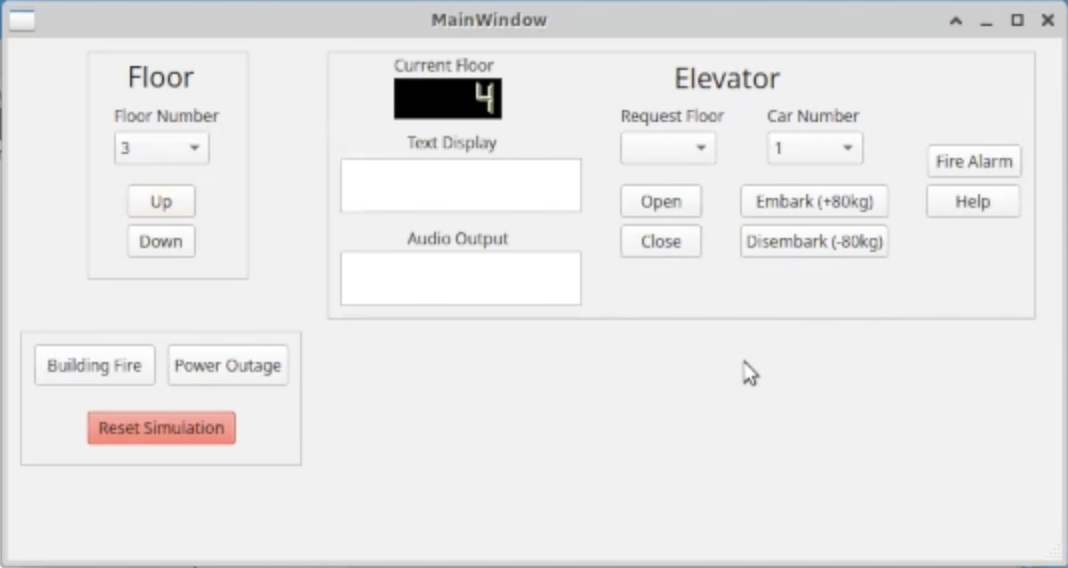 MainWindow
Floor
Floor Number
3
Up
Down
Current Floor
4
Text Display
Audio Output
Elevator
Request Floor
Car Number
1
Open
Close
Embark (+80kg)
Disembark (-80kg)
Fire Alarm
Help
Building Fire
Power Outage
Reset Simulation